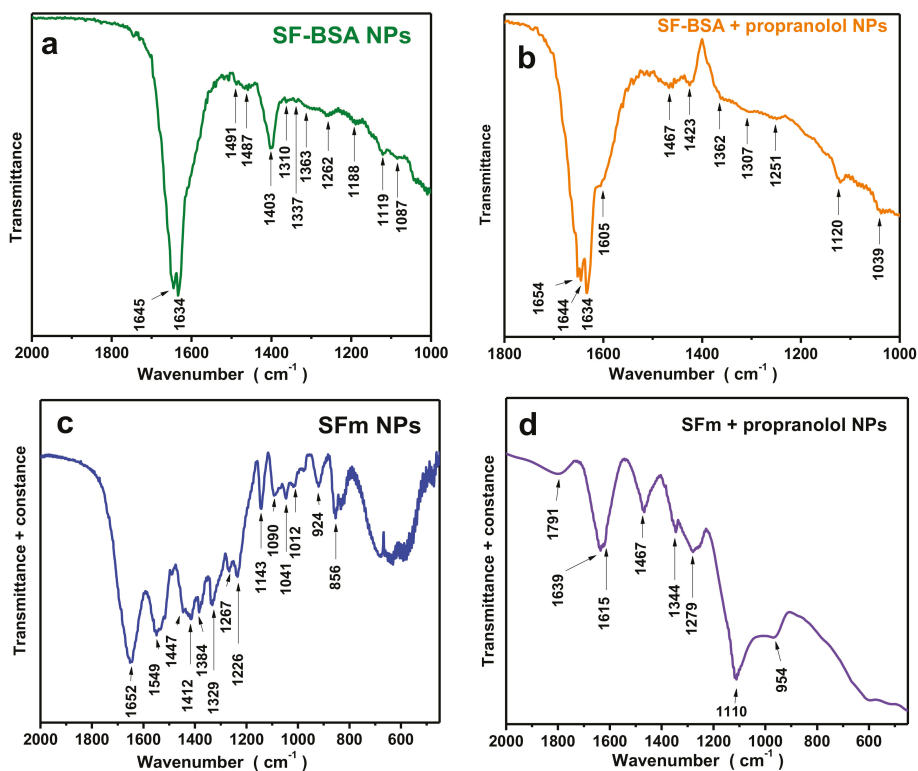 a
SF-BSA NPs
Transmittance
1491
1487
1403
1310
1337
1363
1262
1188
1119
1087
1645
1634
2000 1800 1600 1400 1200 1000
Wavenumber ( cm-1)
b
SF-BSA + propranolol NPs
Transmittance
1654
1644
1634
1605
1467
1423
1362
1307
1251
1120
1039
1800 1600 1400 1200 1000
Wavenumber ( cm-1)
c
SFm NPs
Transmittance + constance
1652
1549
1447
1412
1384
1329
1267
1226
1143
1090
1041
1012
924
856
2000 1800 1600 1400 1200 1000 800 600
Wavenumber ( cm-1)
d
SFm + propranolol NPs
Transmittance + constance
1791
1639
1615
1467
1344
1279
1110
954
2000 1800 1600 1400 1200 1000 800 600
Wavenumber ( cm-1)